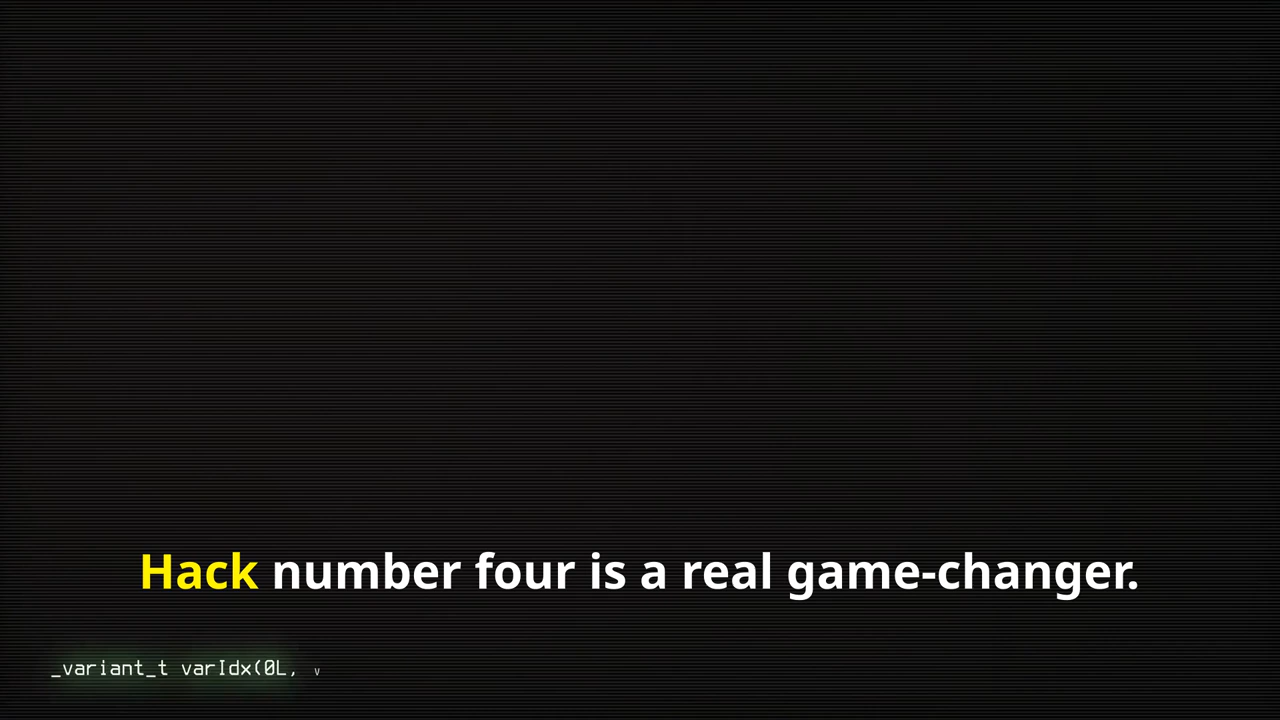 Hack number four is a real game-changer.
_variant_t varIdx(0L, v